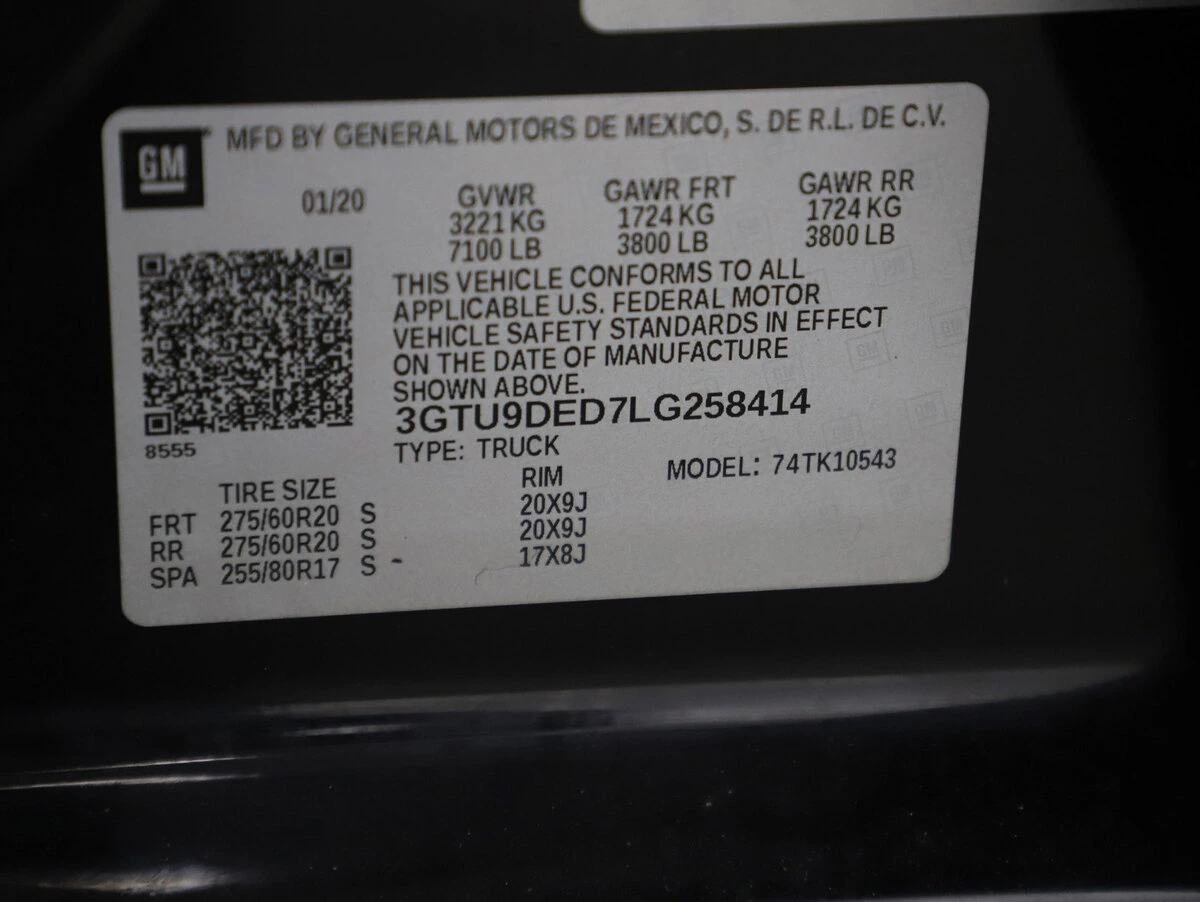 GM
MFD BY GENERAL MOTORS DE MEXICO, S. DE R.L. DE C.V.
01/20 GVWR GAWR FRT GAWR RR
3221 KG 1724 KG 1724 KG
7100 LB 3800 LB 3800 LB
THIS VEHICLE CONFORMS TO ALL
APPLICABLE U.S. FEDERAL MOTOR
VEHICLE SAFETY STANDARDS IN EFFECT
ON THE DATE OF MANUFACTURE
SHOWN ABOVE.
3GTU9DED7LG258414
8555
TYPE: TRUCK
MODEL: 74TK10543
TIRE SIZE RIM
FRT 275/60R20 S 20X9J
RR 275/60R20 S 20X9J
SPA 255/80R17 S - 17X8J